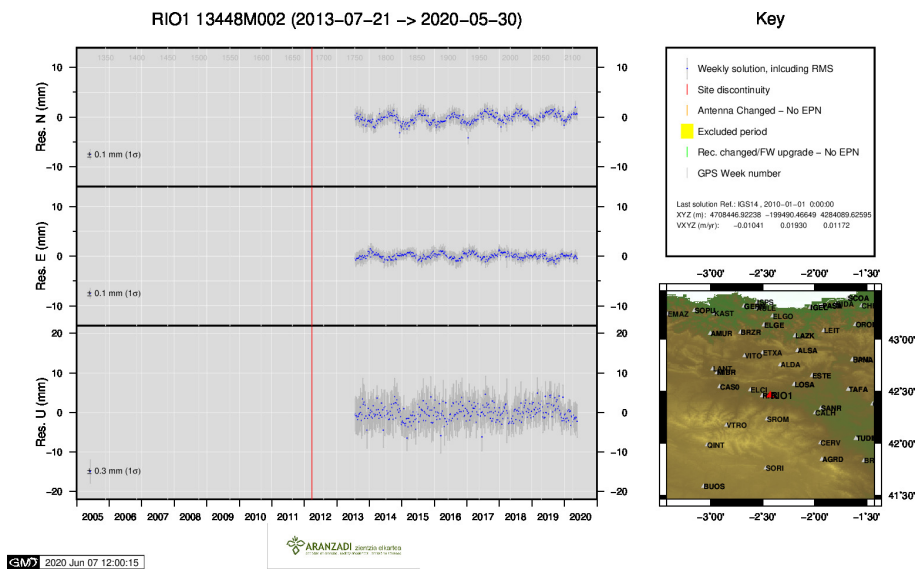 RIO1 13448M002 (2013-07-21 -> 2020-05-30)
Key
1350 1400 1450 1500 1550 1600 1650 1700 1750 1800 1850 1900 1950 2000 2050 2100
Res. N (mm)
10
0
-10
10
0
-10
± 0.1 mm (1σ)
Res. E (mm)
10
0
-10
10
0
-10
± 0.1 mm (1σ)
Res. U (mm)
20
10
0
-10
-20
20
10
0
-10
-20
± 0.3 mm (1σ)
2005 2006 2007 2008 2009 2010 2011 2012 2013 2014 2015 2016 2017 2018 2019 2020
Weekly solution, inlcuding RMS
Site discontinuity
Antenna Changed - No EPN
Excluded period
Rec. changed/FW upgrade - No EPN
GPS Week number
Last solution Ref.: IGS14 , 2010-01-01 0:00:00
XYZ (m): 4708446.92238 -199490.46649 4284089.62595
VXYZ (m/yr): -0.01041 0.01930 0.01172
-3˚00' -2˚30' -2˚00' -1˚30'
EMAZ SOPU KAST ELGO SCOA
AMUR BRZR ELGE LAZK LEIT
VITO ETXA ALSA ALDA
CAS0 ELCI LOSA ESTE TAFA
RIO1
VTRO SROM CALR
QINT CERV
SORI AGRD BR
BUOS
43˚00'
42˚30'
42˚00'
41˚30'
-3˚00' -2˚30' -2˚00' -1˚30'
ARANZADI zientzia elkartea
GMT 2020 Jun 07 12:00:15